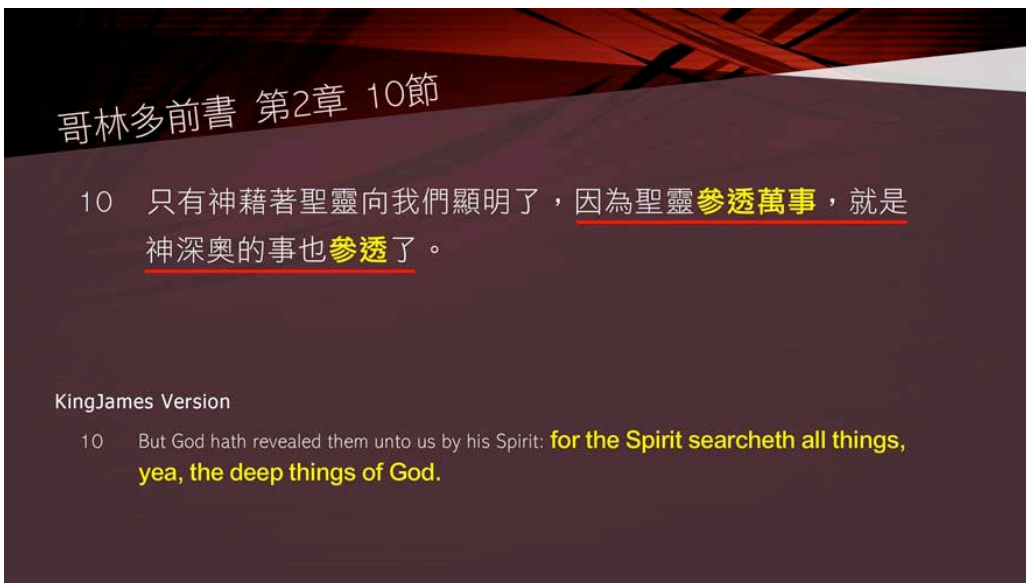 哥林多前書 第2章 10節
10 只有神藉著聖靈向我們顯明了，因為聖靈參透萬事，就是
神深奧的事也參透了。
KingJames Version
10 But God hath revealed them unto us by his Spirit: for the Spirit searcheth all things,
yea, the deep things of God.